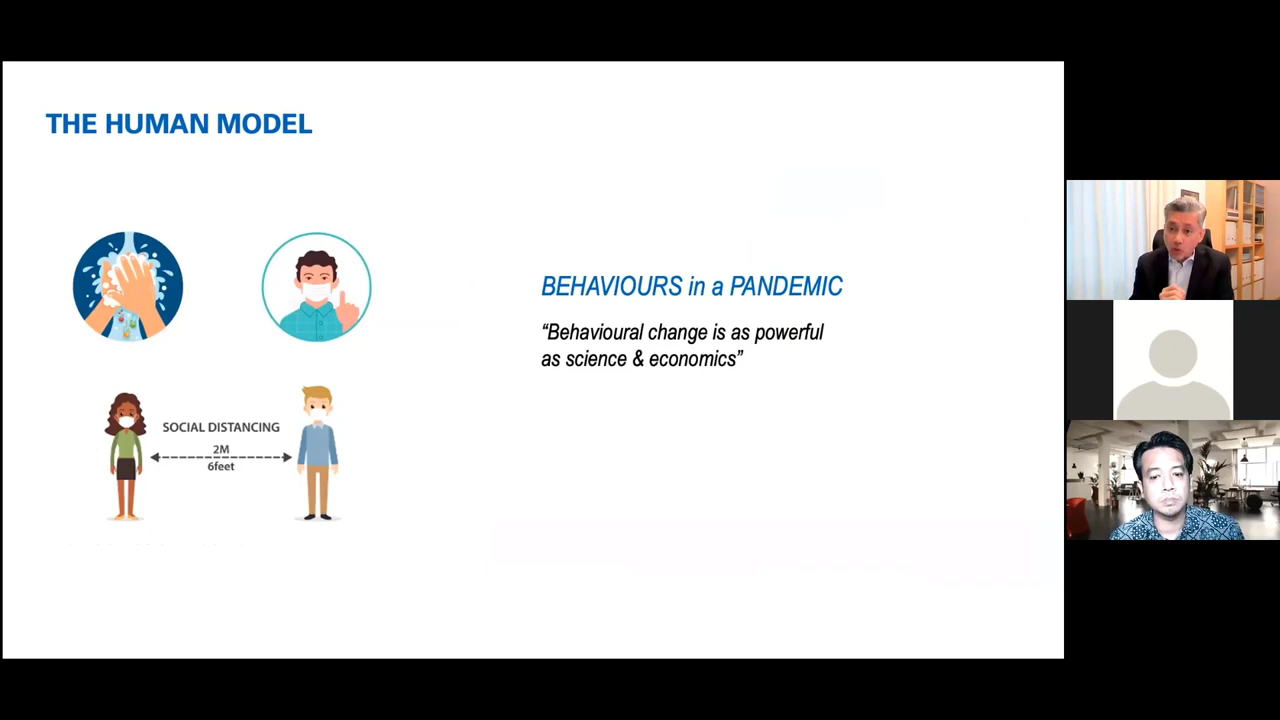 THE HUMAN MODEL
SOCIAL DISTANCING
2M
6feet
BEHAVIOURS in a PANDEMIC
“Behavioural change is as powerful
as science & economics”